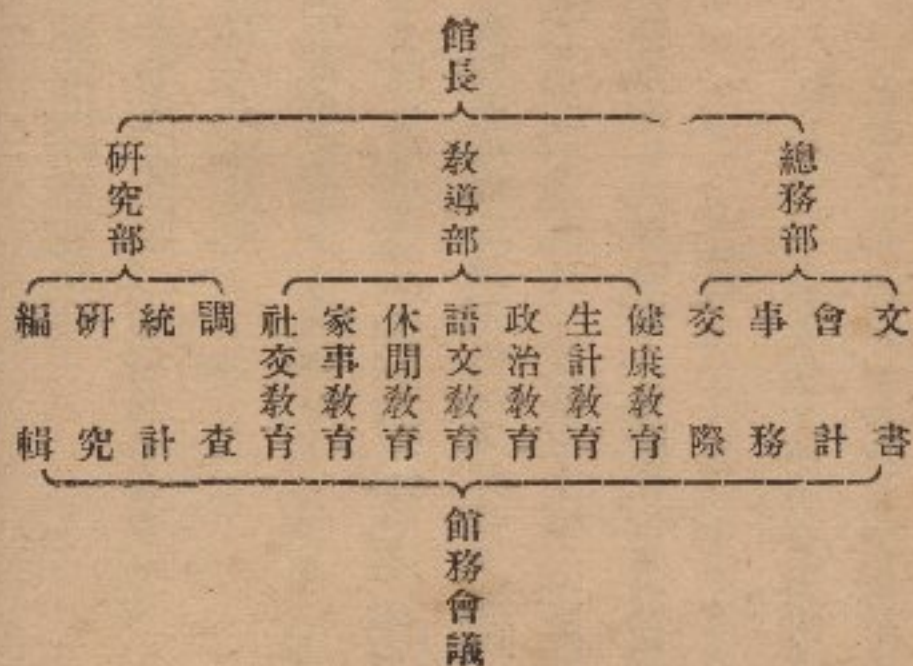 館長
總務部
教導部
研究部
文書
會計
事務
交際
健康教育
生計教育
政治教育
語文教育
休閒教育
家事教育
社交教育
調查
統計
研究
編輯
館務會議